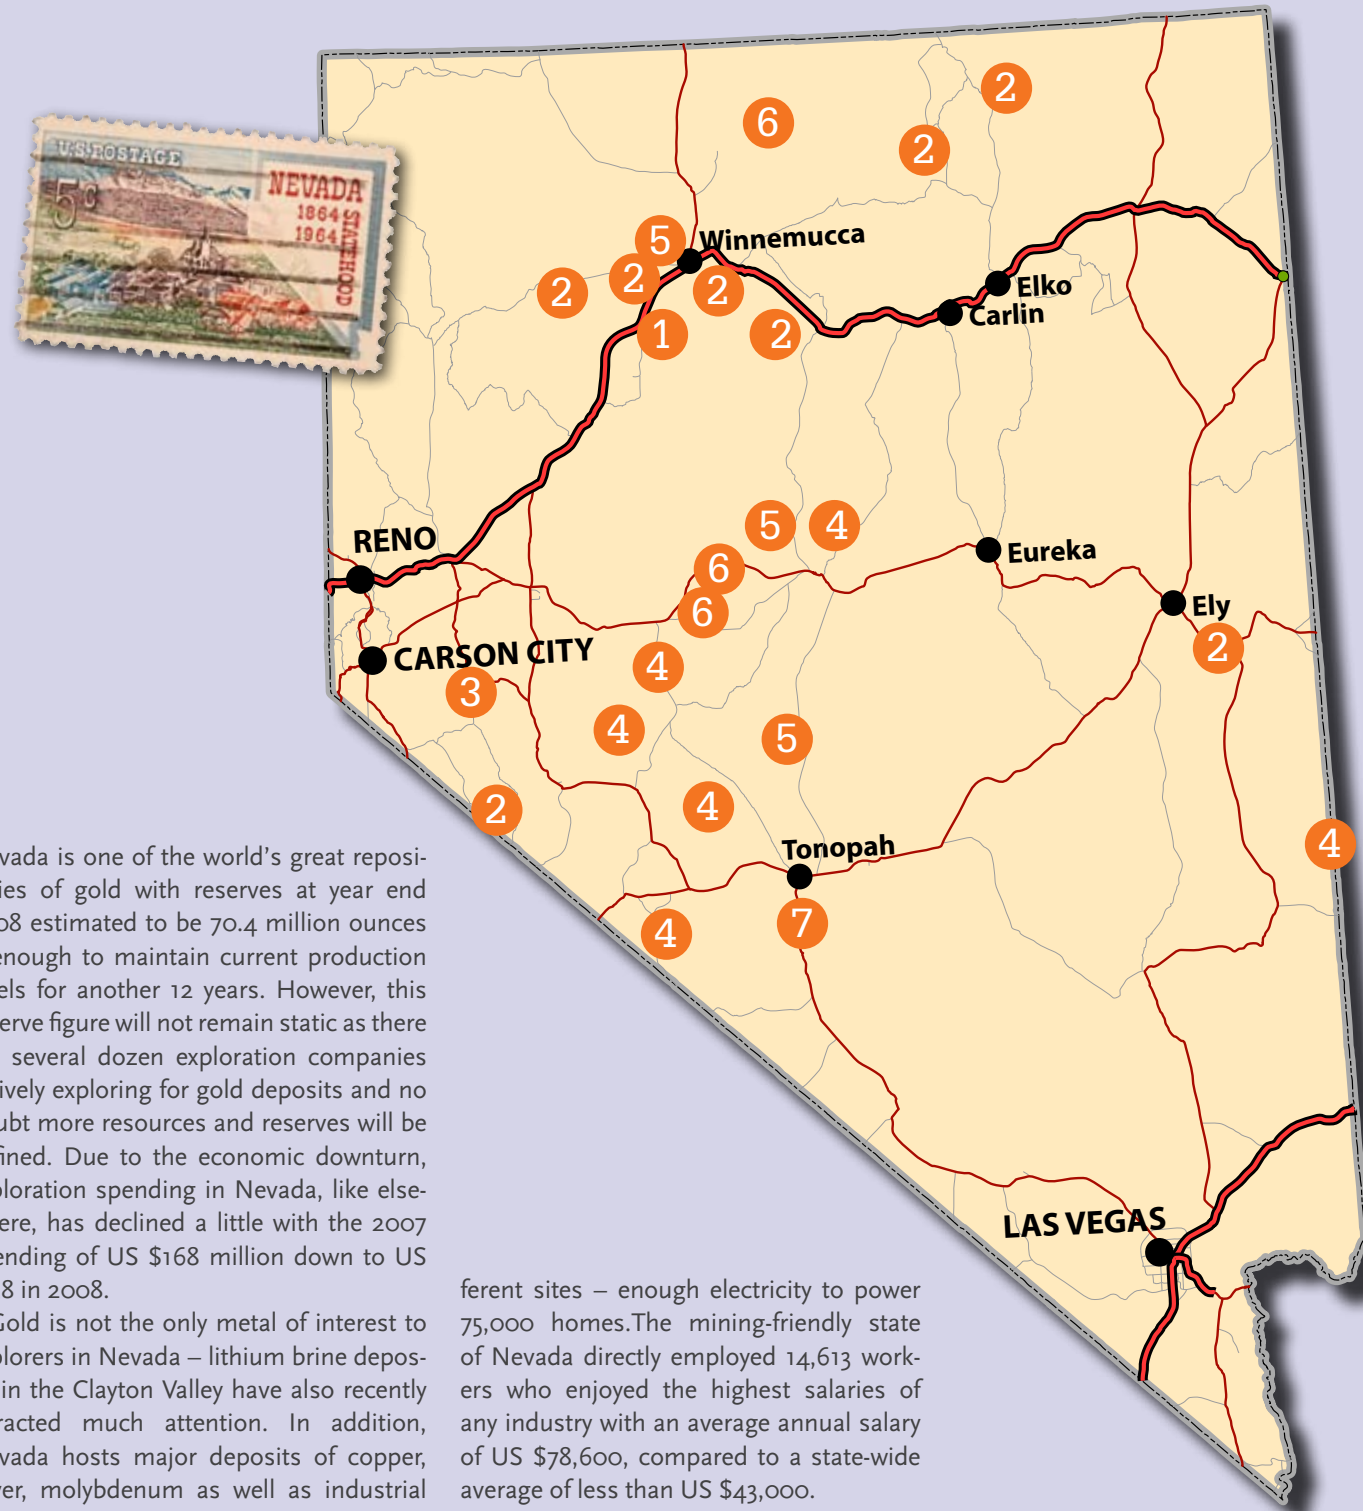 U.S. POSTAGE
5¢
NEVADA
1864
1964
STATEHOOD
2
6
2
5
Winnemucca
2
2
2
Elko
Carlin
1
2
RENO
5
4
Eureka
6
6
Ely
2
CARSON CITY
4
3
4
5
2
4
Tonopah
4
7
4
LAS VEGAS
vada is one of the world’s great reposi-
ies of gold with reserves at year end
08 estimated to be 70.4 million ounces
enough to maintain current production
els for another 12 years. However, this
serve figure will not remain static as there
several dozen exploration companies
ively exploring for gold deposits and no
ubt more resources and reserves will be
fined. Due to the economic downturn,
ploration spending in Nevada, like else-
ere, has declined a little with the 2007
ending of US $168 million down to US
8 in 2008.
Gold is not the only metal of interest to
plorers in Nevada – lithium brine depos-
in the Clayton Valley have also recently
racted much attention. In addition,
vada hosts major deposits of copper,
ver, molybdenum as well as industrial
ferent sites – enough electricity to power
75,000 homes.The mining-friendly state
of Nevada directly employed 14,613 work-
ers who enjoyed the highest salaries of
any industry with an average annual salary
of US $78,600, compared to a state-wide
average of less than US $43,000.